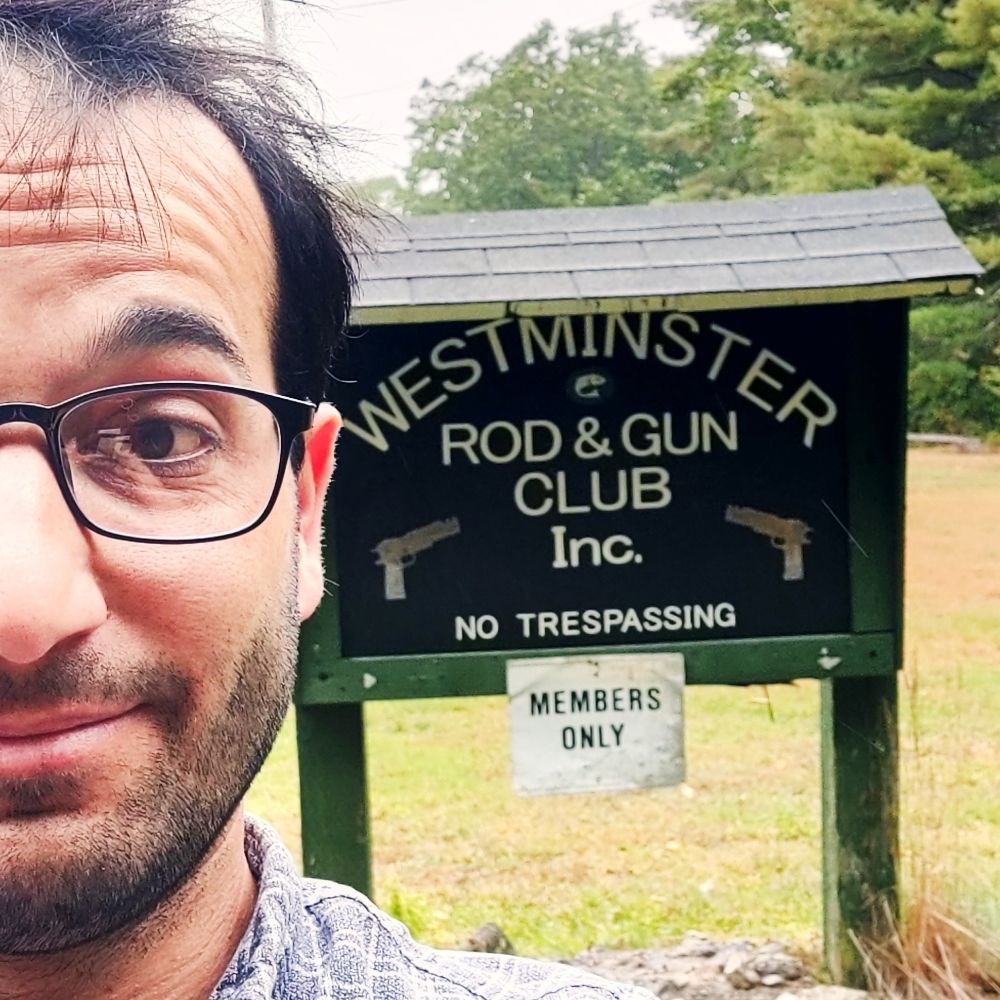 WESTMINSTER
ROD & GUN
CLUB
Inc.
NO TRESPASSING
MEMBERS
ONLY